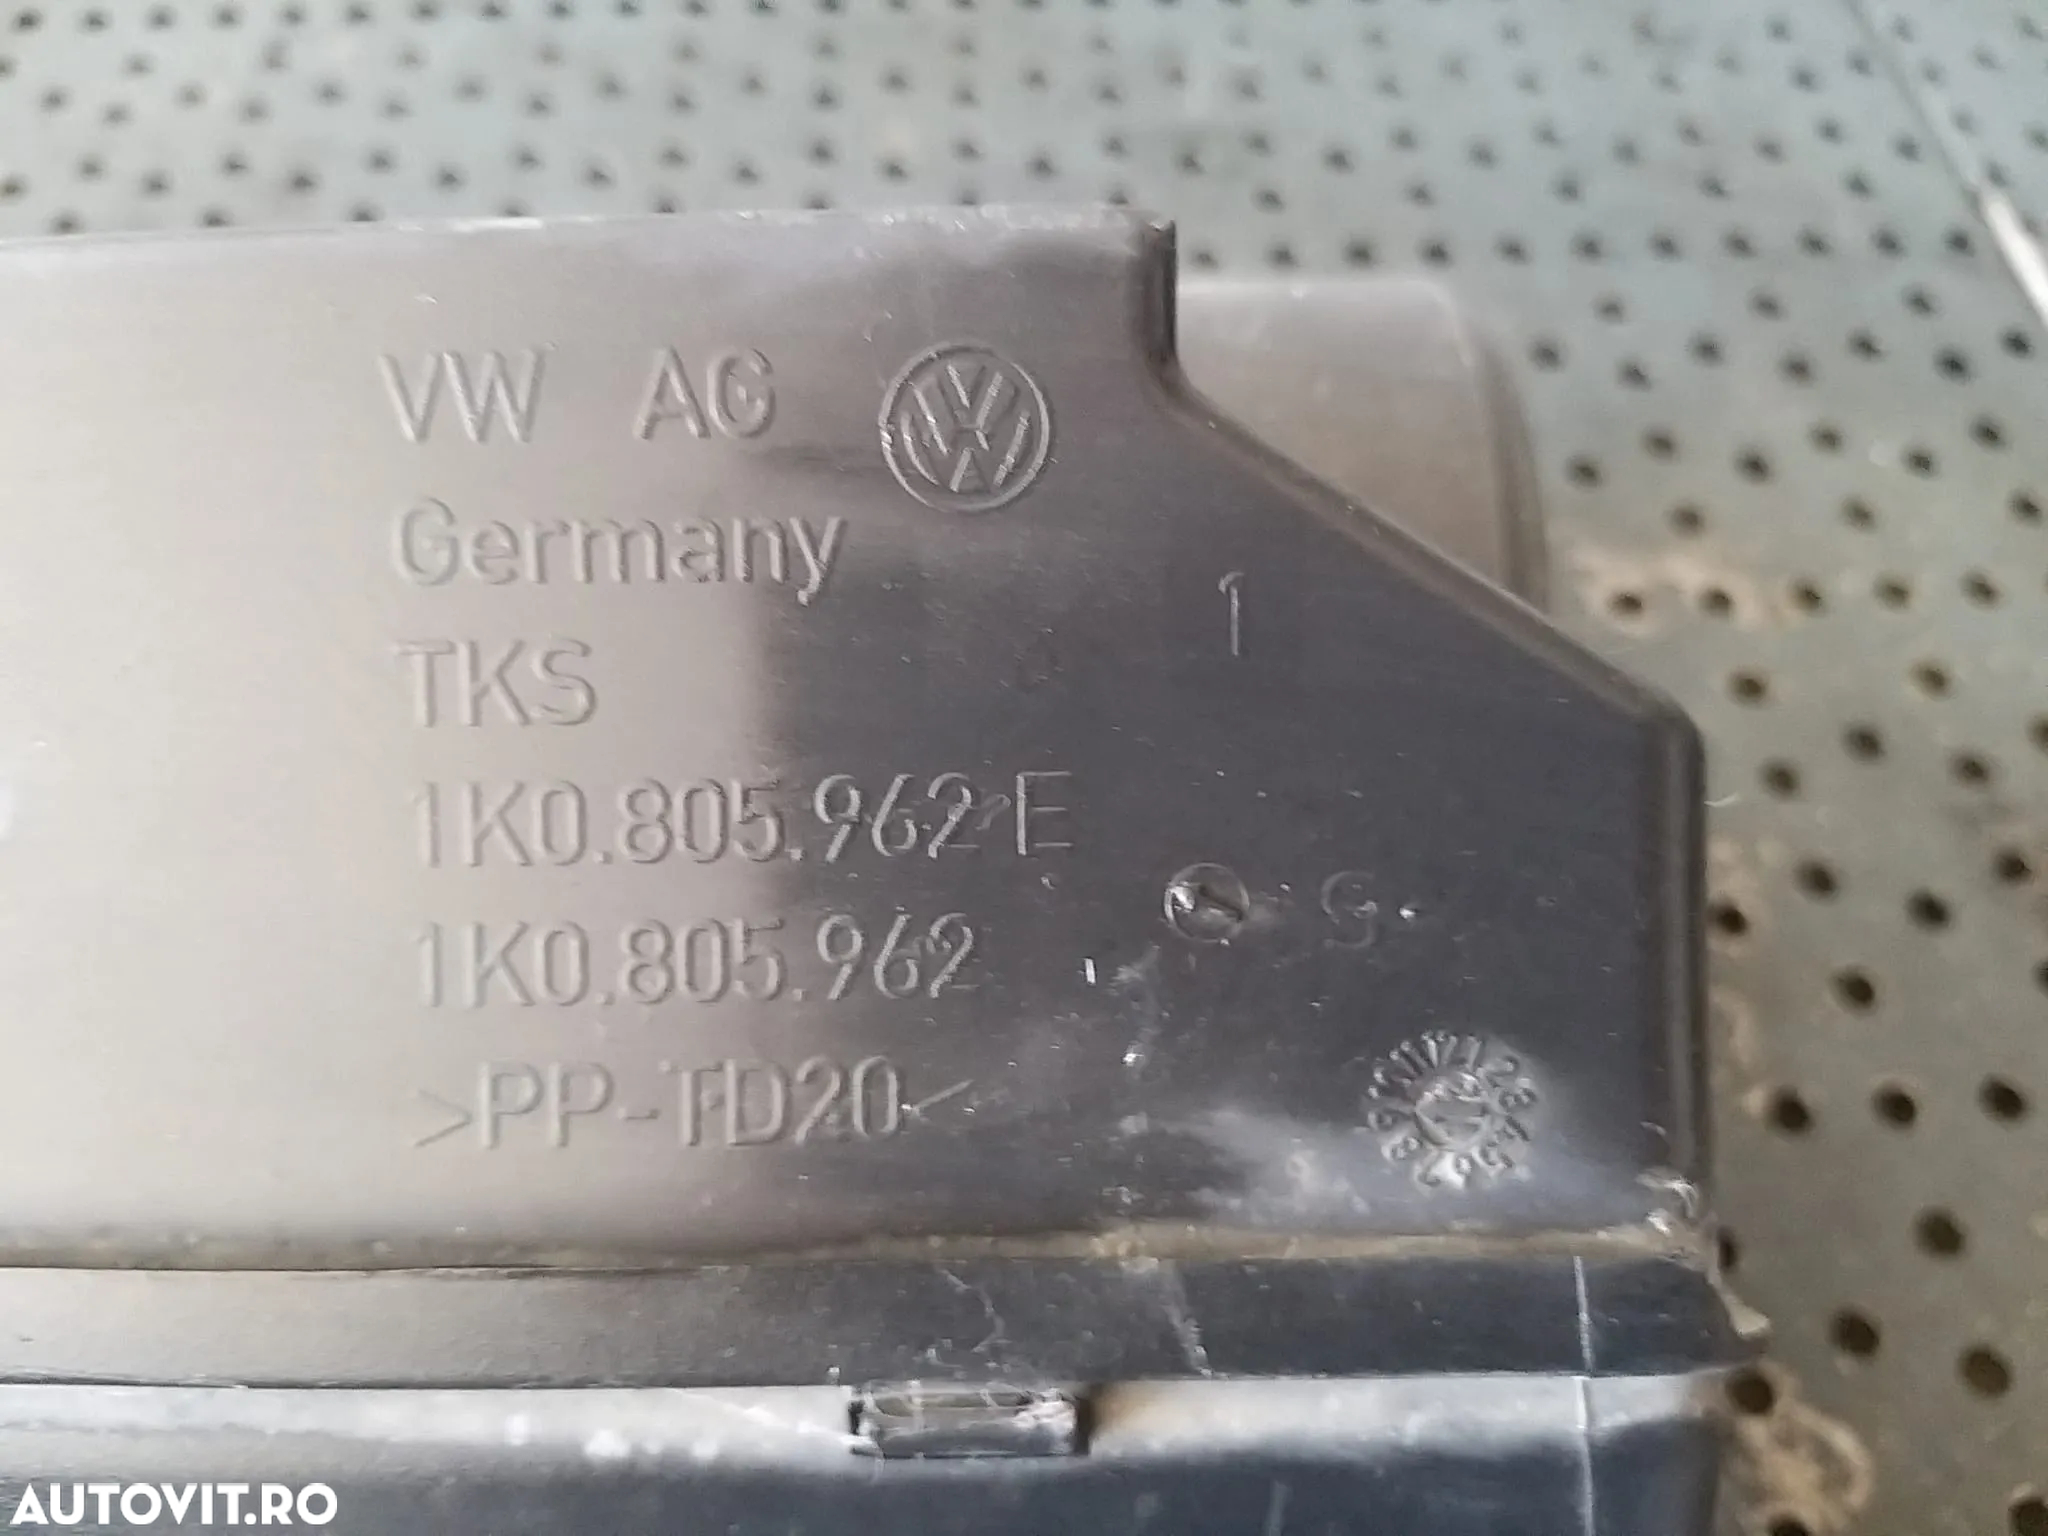 VW AG
Germany
TKS
1
1K0.805.962 E
1K0.805.962
>PP-TD20<
AUTOVIT.RO